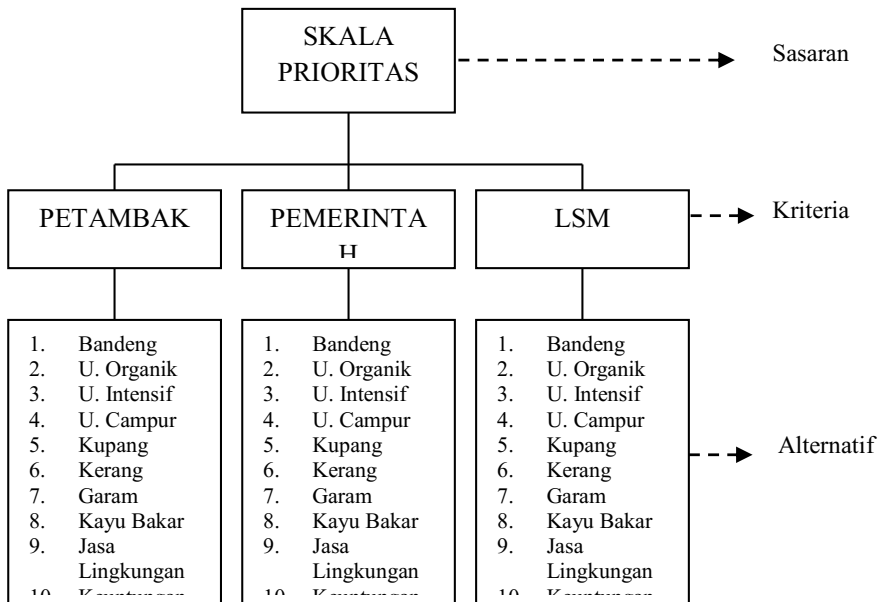 SKALA
PRIORITAS
Sasaran
PETAMBAK
PEMERINTA
H
LSM
Kriteria
1. Bandeng
2. U. Organik
3. U. Intensif
4. U. Campur
5. Kupang
6. Kerang
7. Garam
8. Kayu Bakar
9. Jasa
Lingkungan
1. Bandeng
2. U. Organik
3. U. Intensif
4. U. Campur
5. Kupang
6. Kerang
7. Garam
8. Kayu Bakar
9. Jasa
Lingkungan
1. Bandeng
2. U. Organik
3. U. Intensif
4. U. Campur
5. Kupang
6. Kerang
7. Garam
8. Kayu Bakar
9. Jasa
Lingkungan
Alternatif